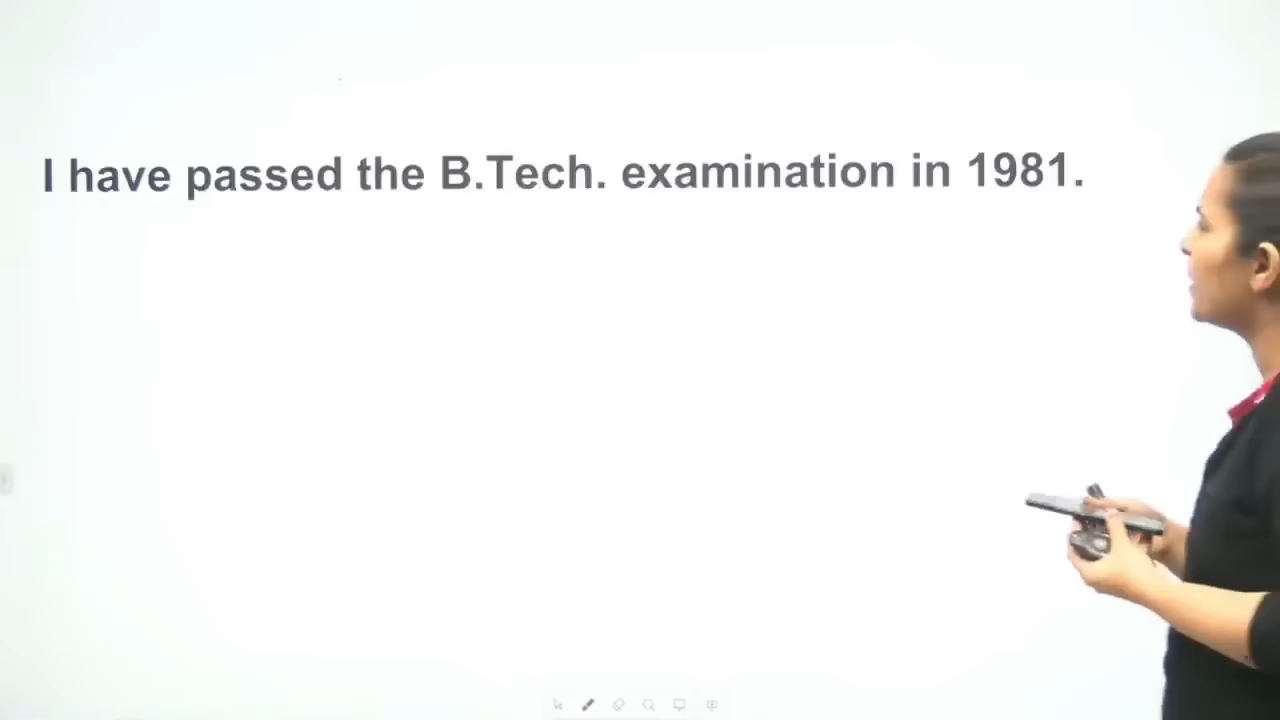 I have passed the B.Tech. examination in 1981.